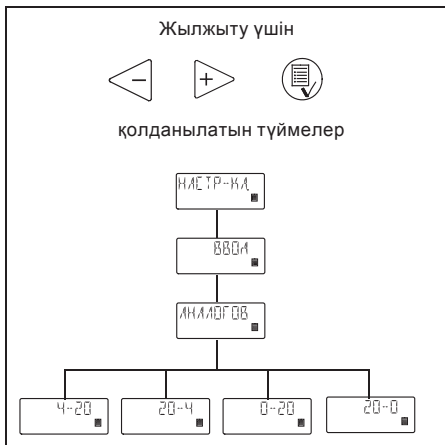 Жылжыту үшін
- +
қолданылатын түймелер
НАСТР-КА
ВВОД
АНАЛОГОВ
4-20 20-4 0-20 20-0